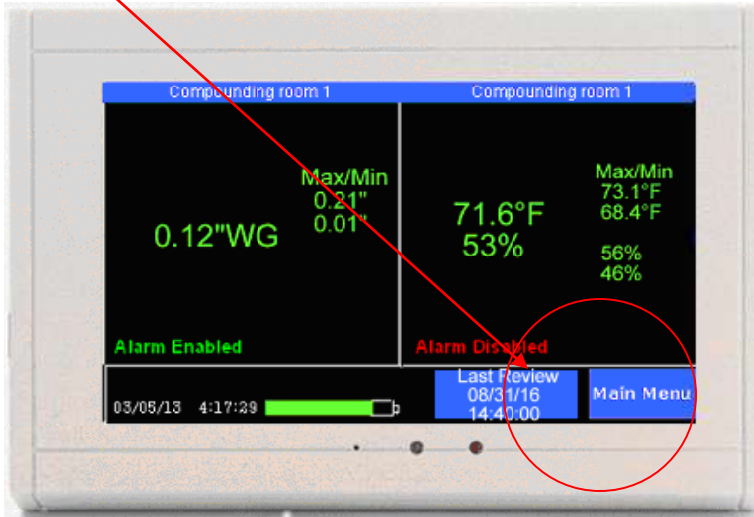 Compounding room 1
Max/Min
0.21"
0.01"
0.12"WG
Alarm Enabled
Compounding room 1
Max/Min
73.1°F
68.4°F
71.6°F
53%
56%
46%
Alarm Disabled
03/05/13 4:17:29
Last Review
08/31/16
14:40:00
Main Menu